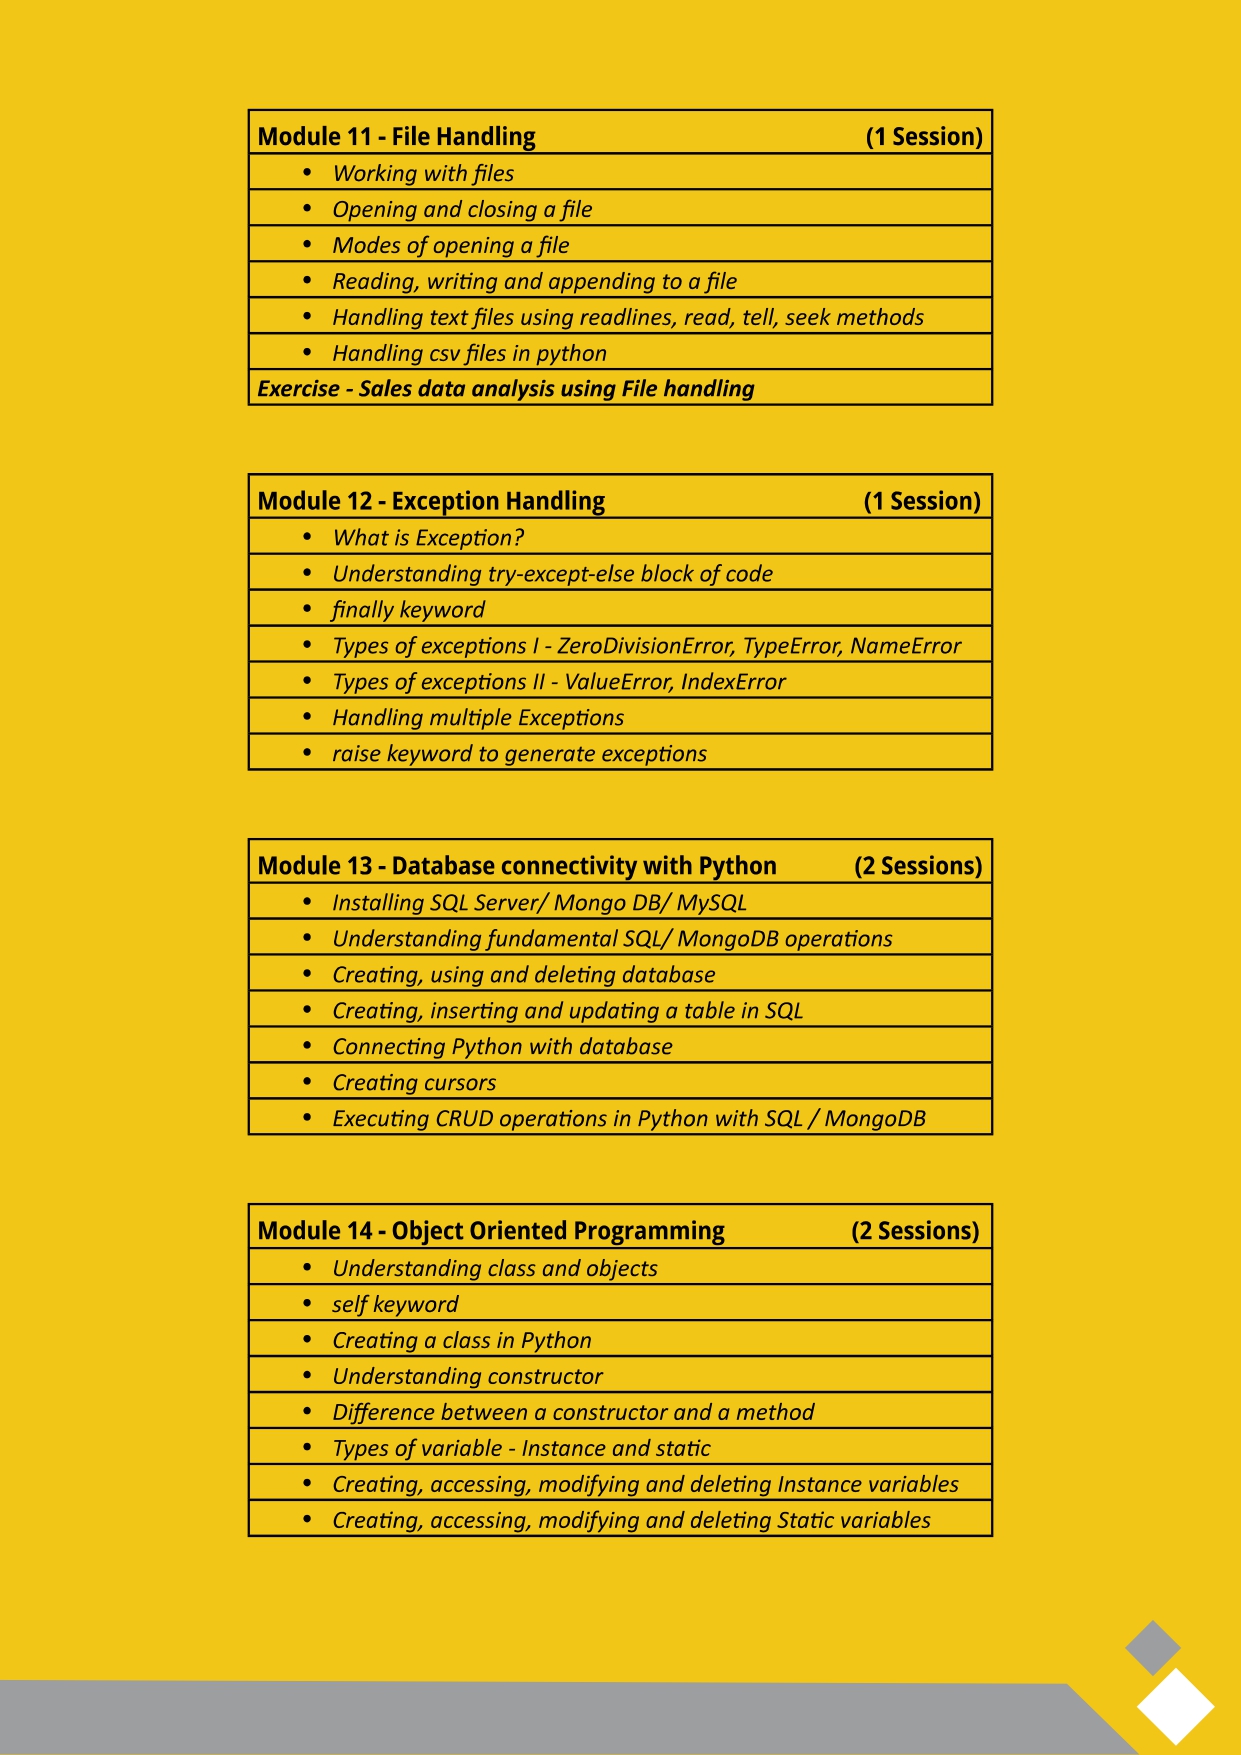 Module 11 - File Handling (1 Session)
• Working with files
• Opening and closing a file
• Modes of opening a file
• Reading, writing and appending to a file
• Handling text files using readlines, read, tell, seek methods
• Handling csv files in python
Exercise - Sales data analysis using File handling
Module 12 - Exception Handling (1 Session)
• What is Exception?
• Understanding try-except-else block of code
• finally keyword
• Types of exceptions I - ZeroDivisionError, TypeError, NameError
• Types of exceptions II - ValueError, IndexError
• Handling multiple Exceptions
• raise keyword to generate exceptions
Module 13 - Database connectivity with Python (2 Sessions)
• Installing SQL Server/ Mongo DB/ MySQL
• Understanding fundamental SQL/ MongoDB operations
• Creating, using and deleting database
• Creating, inserting and updating a table in SQL
• Connecting Python with database
• Creating cursors
• Executing CRUD operations in Python with SQL / MongoDB
Module 14 - Object Oriented Programming (2 Sessions)
• Understanding class and objects
• self keyword
• Creating a class in Python
• Understanding constructor
• Difference between a constructor and a method
• Types of variable - Instance and static
• Creating, accessing, modifying and deleting Instance variables
• Creating, accessing, modifying and deleting Static variables